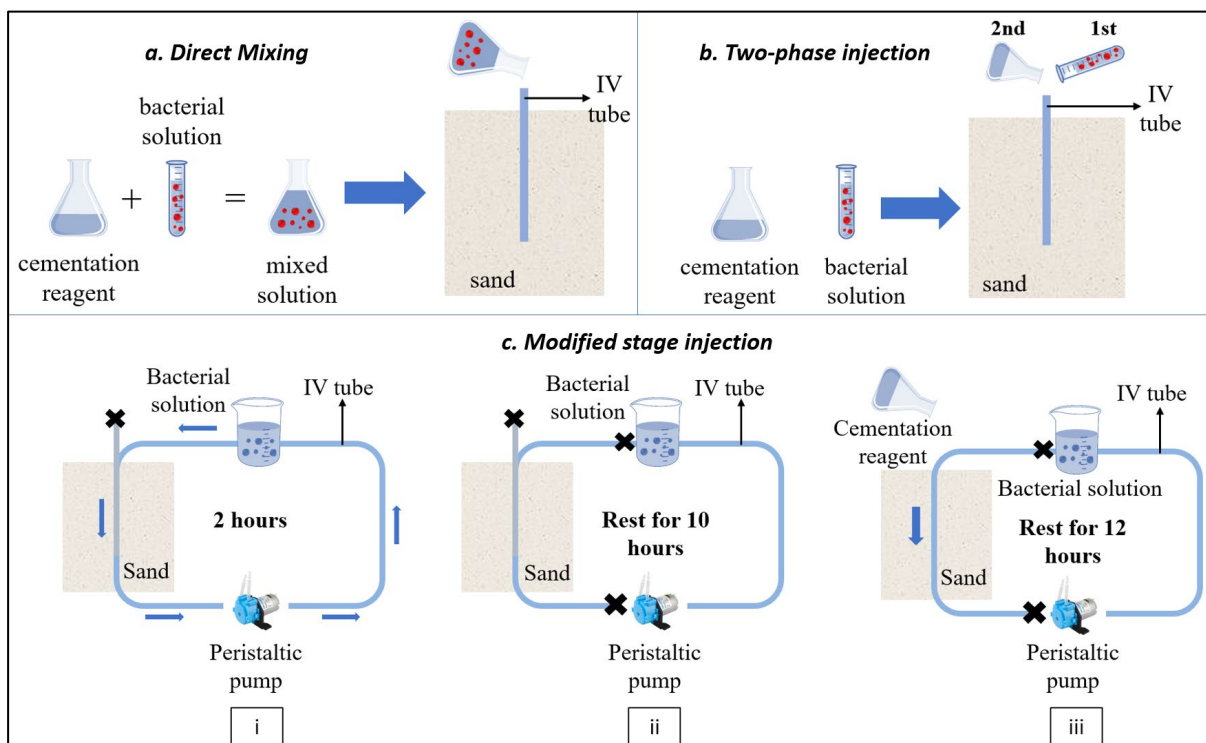 a. Direct Mixing
bacterial
solution
+
=
cementation
reagent
mixed
solution
IV
tube
sand
b. Two-phase injection
2nd
1st
IV
tube
cementation
reagent
bacterial
solution
sand
c. Modified stage injection
Bacterial
solution
IV tube
2 hours
Sand
Peristaltic
pump
i
Bacterial
solution
IV tube
Rest for 10
hours
Sand
Peristaltic
pump
ii
Cementation
reagent
IV tube
Bacterial solution
Rest for 12
hours
Sand
Peristaltic
pump
iii